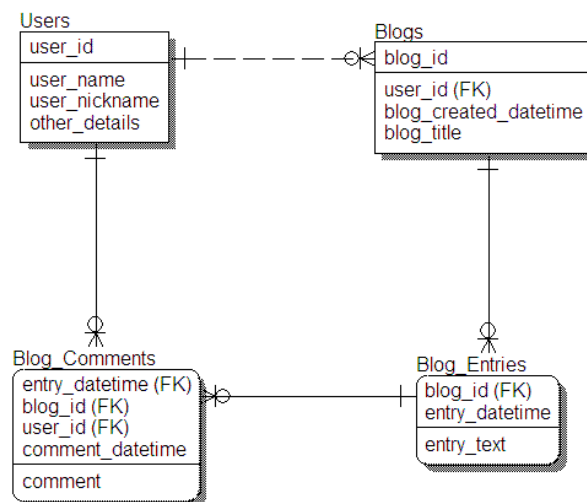 Users
user_id
user_name
user_nickname
other_details
Blogs
blog_id
user_id (FK)
blog_created_datetime
blog_title
Blog_Comments
entry_datetime (FK)
blog_id (FK)
user_id (FK)
comment_datetime
comment
Blog_Entries
blog_id (FK)
entry_datetime
entry_text